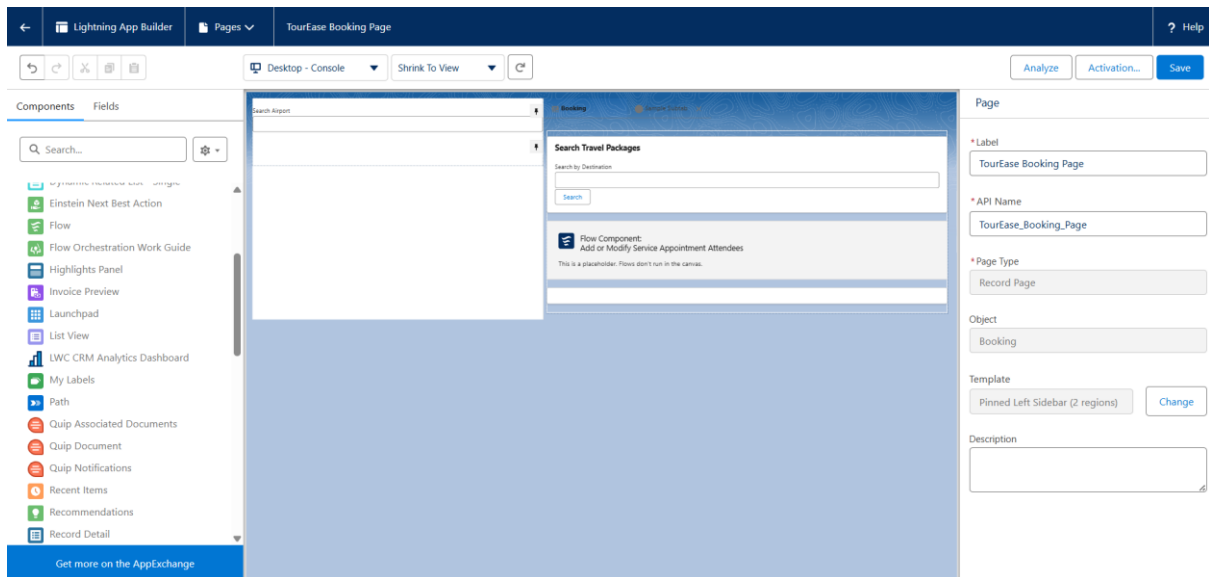 Lightning App Builder
Pages
TourEase Booking Page
? Help
Desktop - Console
Shrink To View
Analyze
Activation...
Save
Components
Fields
Search...
Dynamic Related List - Single
Einstein Next Best Action
Flow
Flow Orchestration Work Guide
Highlights Panel
Invoice Preview
Launchpad
List View
LWC CRM Analytics Dashboard
My Labels
Path
Quip Associated Documents
Quip Document
Quip Notifications
Recent Items
Recommendations
Record Detail
Get more on the AppExchange
Search Airport
Booking
Search Travel Packages
Search by Destination
Search
Flow Component:
Add or Modify Service Appointment Attendees
This is a placeholder. Flows don't run in the canvas.
Page
*Label
TourEase Booking Page
*API Name
TourEase_Booking_Page
*Page Type
Record Page
Object
Booking
Template
Pinned Left Sidebar (2 regions)
Change
Description